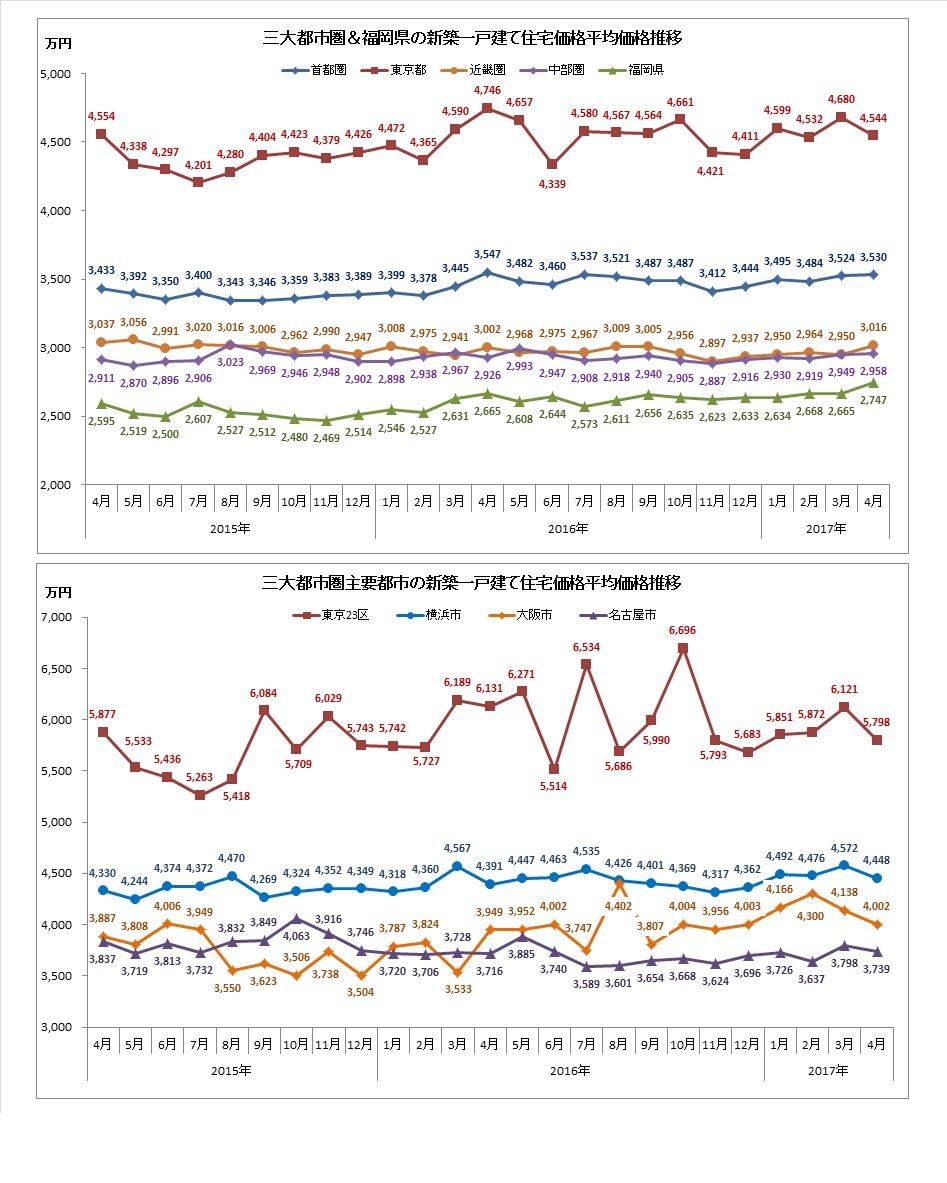 三大都市圏&福岡県の新築一戸建て住宅価格平均価格推移
万円
首都圏 東京都 近畿圏 中部圏 福岡県
5,000
4,500
4,000
3,500
3,000
2,500
2,000
4,554 4,338 4,297 4,201 4,280 4,404 4,423 4,379 4,426 4,472 4,365 4,590 4,746 4,657 4,339 4,580 4,567 4,564 4,661 4,421 4,411 4,599 4,532 4,680 4,544
3,433 3,392 3,350 3,400 3,343 3,346 3,359 3,383 3,389 3,399 3,378 3,445 3,547 3,482 3,460 3,537 3,521 3,487 3,487 3,412 3,444 3,495 3,484 3,524 3,530
3,037 3,056 2,991 3,020 3,016 3,006 2,962 2,990 2,947 3,008 2,975 2,941 3,002 2,968 2,975 2,967 3,009 3,005 2,956 2,897 2,937 2,950 2,964 2,950 3,016
2,911 2,870 2,896 2,906 3,023 2,969 2,946 2,948 2,902 2,898 2,938 2,967 2,926 2,993 2,947 2,908 2,918 2,940 2,905 2,887 2,916 2,930 2,919 2,949 2,958
2,595 2,519 2,500 2,607 2,527 2,512 2,480 2,469 2,514 2,546 2,527 2,631 2,665 2,608 2,644 2,573 2,611 2,656 2,635 2,623 2,633 2,634 2,668 2,665 2,747
4月 5月 6月 7月 8月 9月 10月 11月 12月 1月 2月 3月 4月 5月 6月 7月 8月 9月 10月 11月 12月 1月 2月 3月 4月
2015年 2016年 2017年
三大都市圏主要都市の新築一戸建て住宅価格平均価格推移
万円
東京23区 横浜市 大阪市 名古屋市
7,000
6,500
6,000
5,500
5,000
4,500
4,000
3,500
3,000
5,877 5,533 5,436 5,263 5,418 6,084 5,709 6,029 5,743 5,742 5,727 6,189 6,131 6,271 5,514 6,534 5,686 5,990 6,696 5,793 5,683 5,851 5,872 6,121 5,798
4,330 4,244 4,374 4,372 4,470 4,269 4,324 4,352 4,349 4,318 4,360 4,567 4,391 4,447 4,463 4,535 4,426 4,401 4,369 4,317 4,362 4,492 4,476 4,572 4,448
3,887 3,808 4,006 3,949 3,550 3,623 3,506 3,738 3,504 3,787 3,824 3,533 3,949 3,952 4,002 3,747 4,402 3,807 4,004 3,956 4,003 4,166 4,300 4,138 4,002
3,837 3,719 3,813 3,732 3,832 3,849 4,063 3,916 3,746 3,720 3,706 3,728 3,716 3,885 3,740 3,589 3,601 3,654 3,668 3,624 3,696 3,726 3,637 3,798 3,739
4月 5月 6月 7月 8月 9月 10月 11月 12月 1月 2月 3月 4月 5月 6月 7月 8月 9月 10月 11月 12月 1月 2月 3月 4月
2015年 2016年 2017年